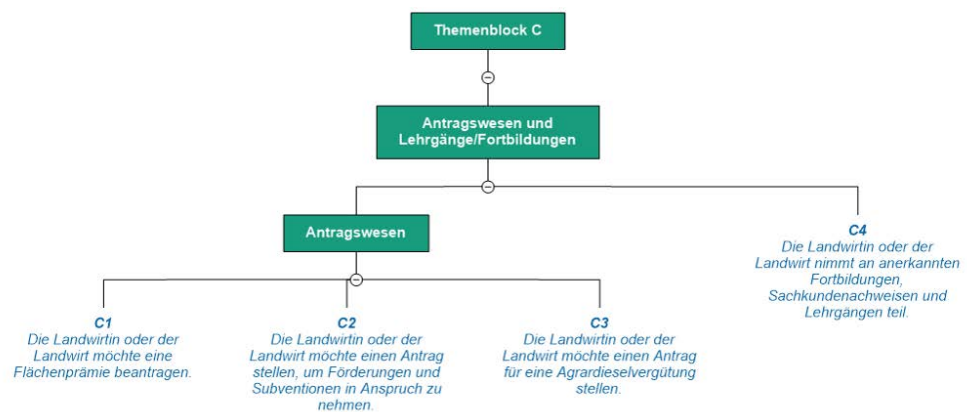 Themenblock C
Antragswesen und
Lehrgänge/Fortbildungen
Antragswesen
C4
Die Landwirtin oder der
Landwirt nimmt an anerkannten
Fortbildungen,
Sachkundenachweisen und
Lehrgängen teil.
C1
Die Landwirtin oder der
Landwirt möchte eine
Flächenprämie beantragen.
C2
Die Landwirtin oder der
Landwirt möchte einen Antrag
stellen, um Förderungen und
Subventionen in Anspruch zu
nehmen.
C3
Die Landwirtin oder der
Landwirt möchte einen Antrag
für eine Agrardieselvergütung
stellen.